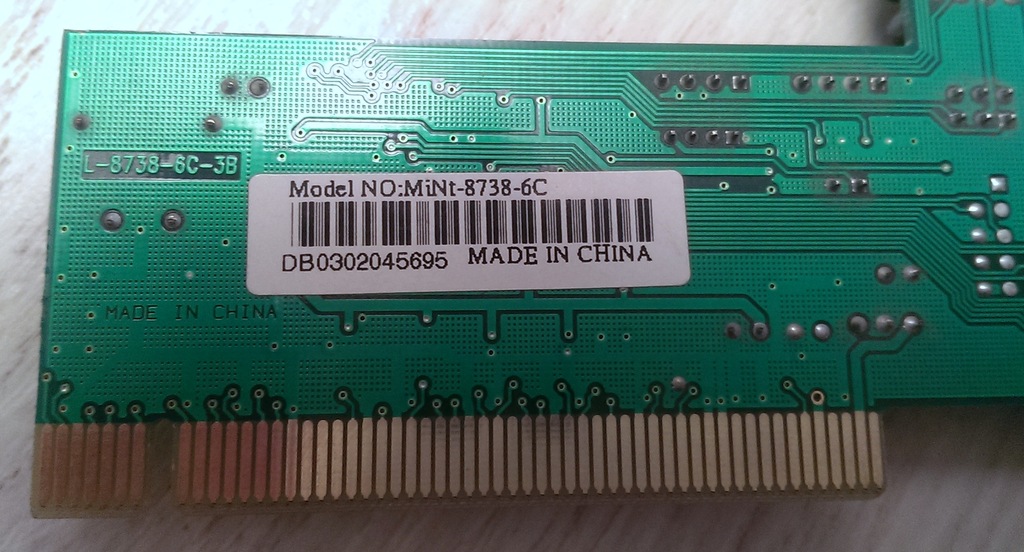 L-8738-6C-3B
Model NO:MiNt-8738-6C
DB0302045695 MADE IN CHINA
MADE IN CHINA